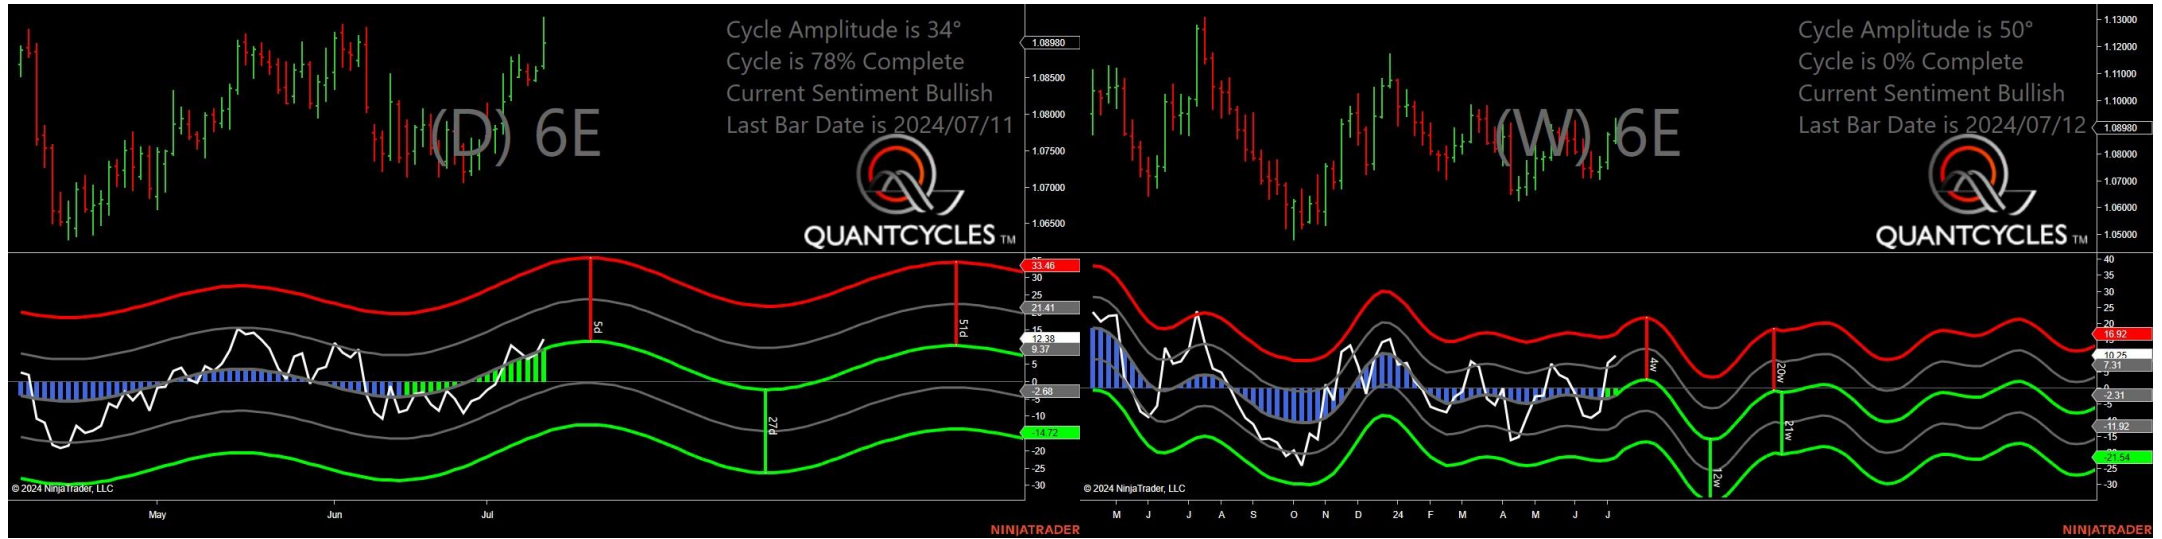 Cycle Amplitude is 34°
Cycle is 78% Complete
Current Sentiment Bullish
Last Bar Date is 2024/07/11
(D) 6E
QUANTCYCLES TM
1.08980
1.08500
1.08000
1.07500
1.07000
1.06500
33.46
30
25
21.41
15
12.38
9.37
5
0
-2.68
-5
-10
-14.72
-20
-25
-30
5d
51d
27d
© 2024 NinjaTrader, LLC
May
Jun
Jul
NINJATRADER
Cycle Amplitude is 50°
Cycle is 0% Complete
Current Sentiment Bullish
Last Bar Date is 2024/07/12
(W) 6E
QUANTCYCLES TM
1.13000
1.12000
1.11000
1.10000
1.08980
1.08000
1.07000
1.06000
1.05000
40
35
30
25
20
16.92
10.25
7.31
-2.31
-5
-11.92
-15
-21.54
-25
-30
4w
20w
12w
21w
© 2024 NinjaTrader, LLC
M J J A S O N D 24 F M A M J J
NINJATRADER